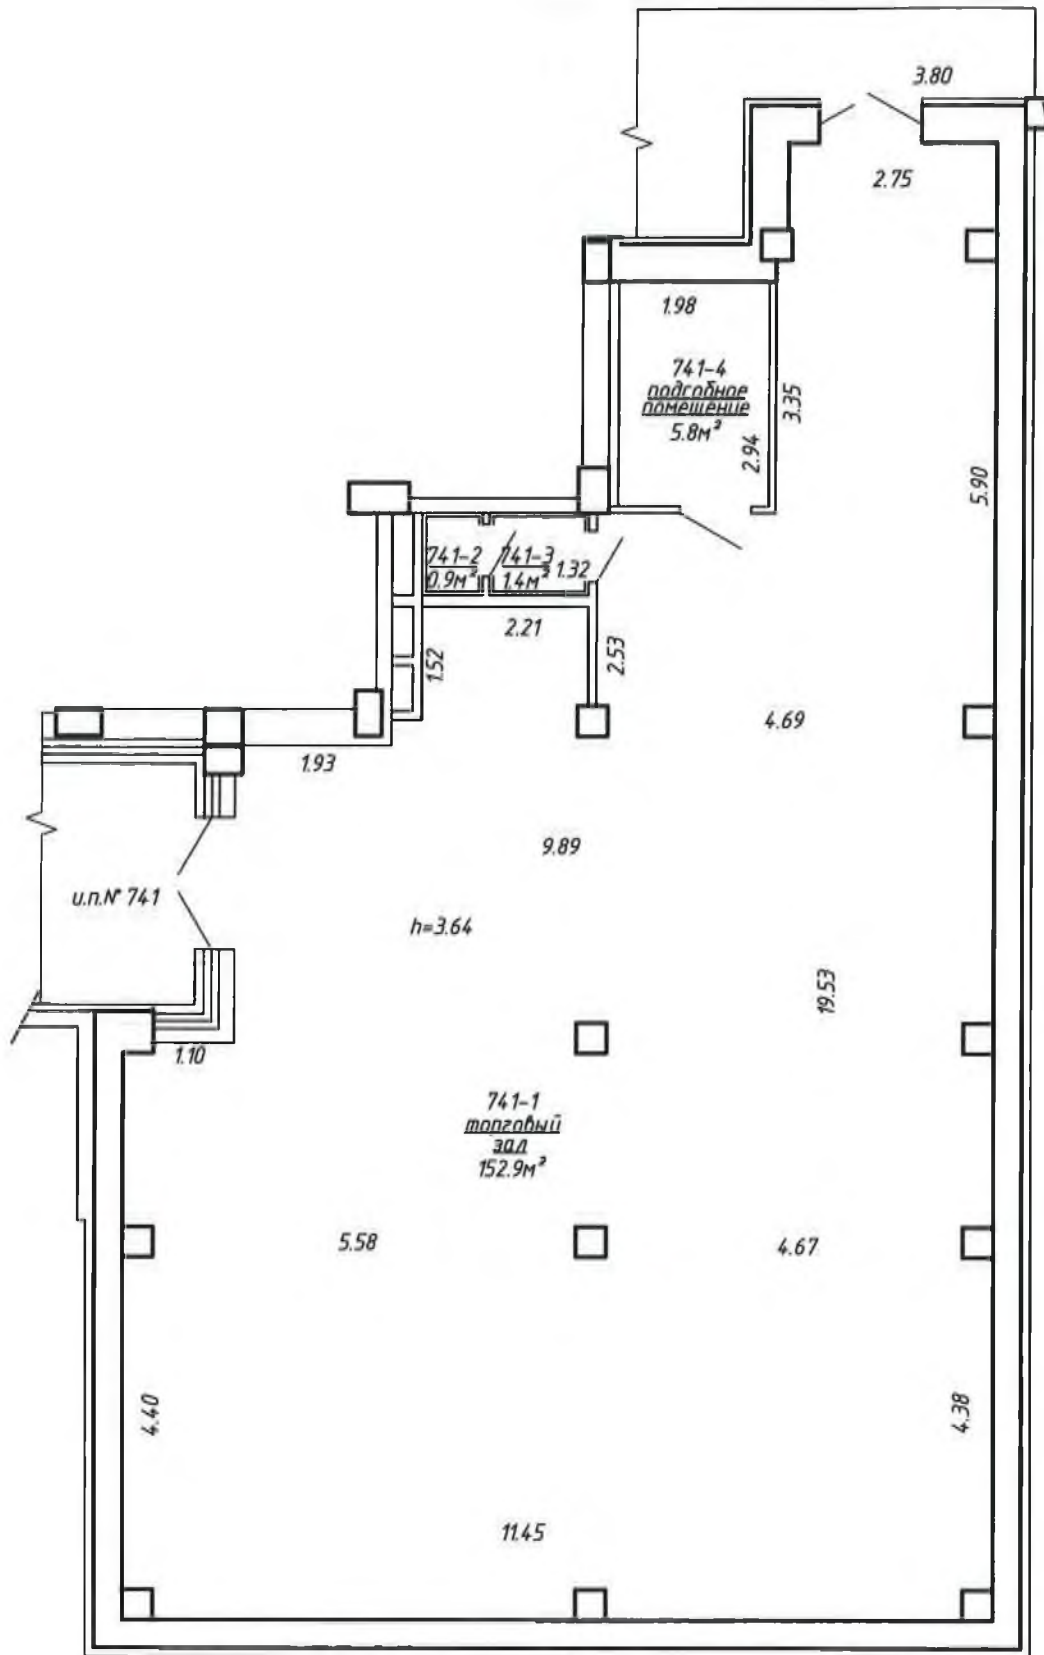 3.80
2.75
1.98
741-4
подсобное
помещение
5.8м²
3.35
2.94
5.90
741-2
0.9м²
741-3
1.4м²
1.32
2.21
1.52
2.53
4.69
1.93
9.89
и.п.№ 741
h=3.64
19.53
1.10
741-1
торговый
зал
152.9м²
5.58
4.67
4.40
4.38
11.45